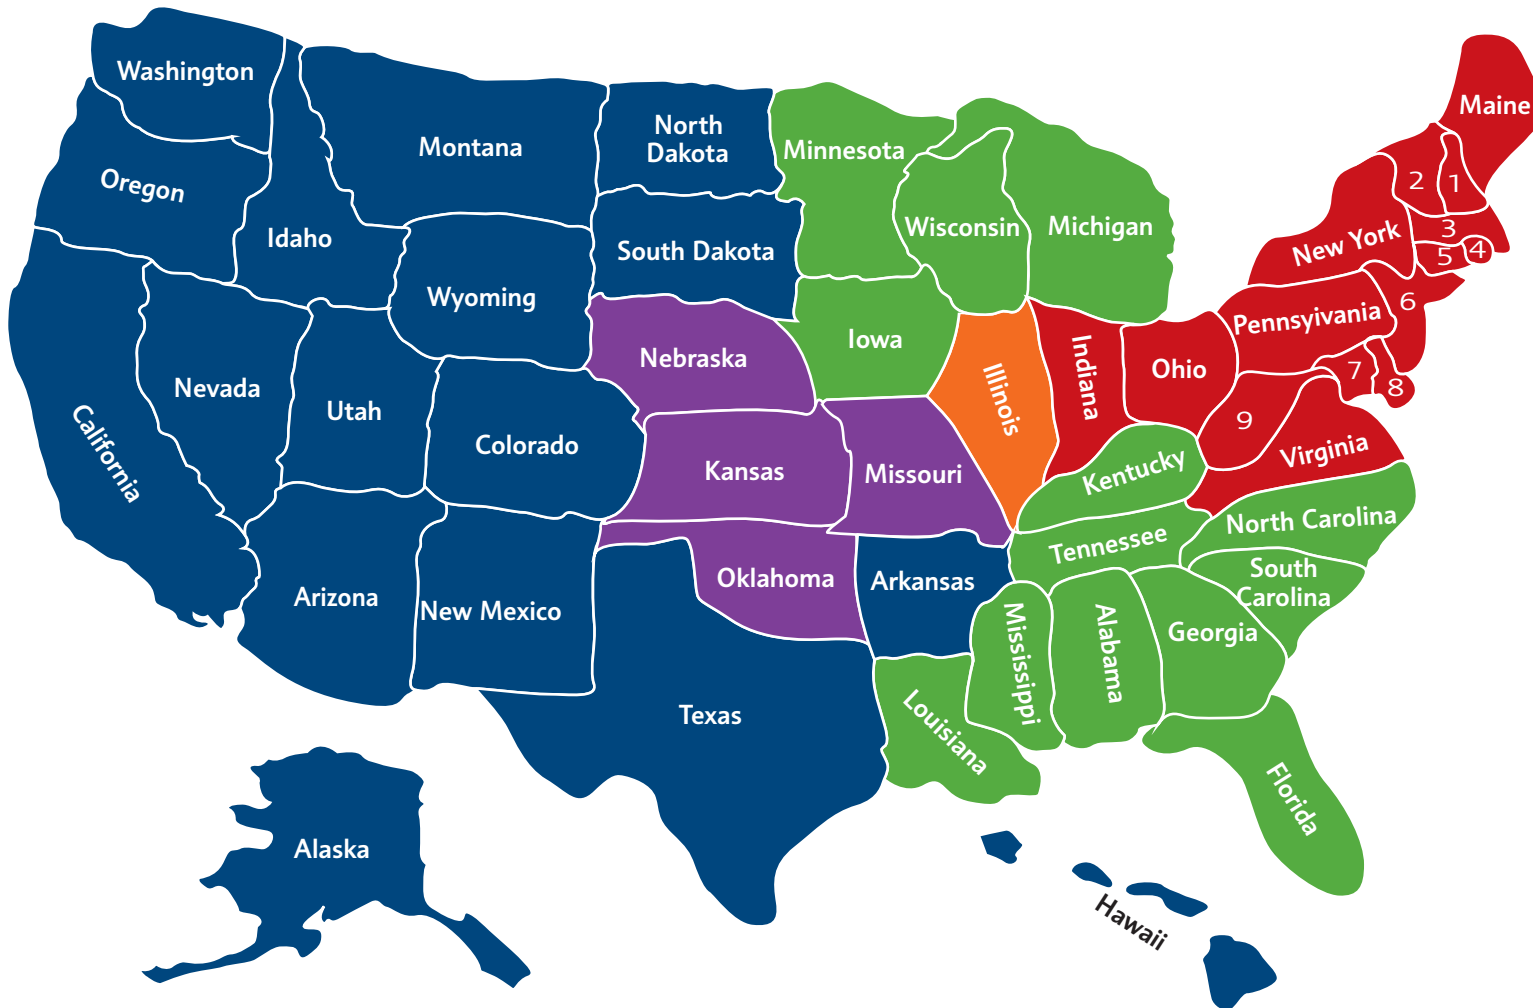 Washington
Oregon
Idaho
Montana
North
Dakota
Minnesota
Wisconsin
Michigan
Maine
2
1
3
New York
5
4
South Dakota
Wyoming
6
Pennsyivania
Nebraska
Iowa
Illinois
Indiana
Ohio
7
8
California
Nevada
Utah
Colorado
Kansas
Missouri
Kentucky
9
Virginia
North Carolina
Tennessee
South
Carolina
Arizona
New Mexico
Oklahoma
Arkansas
Mississippi
Alabama
Georgia
Texas
Louisiana
Florida
Alaska
Hawaii